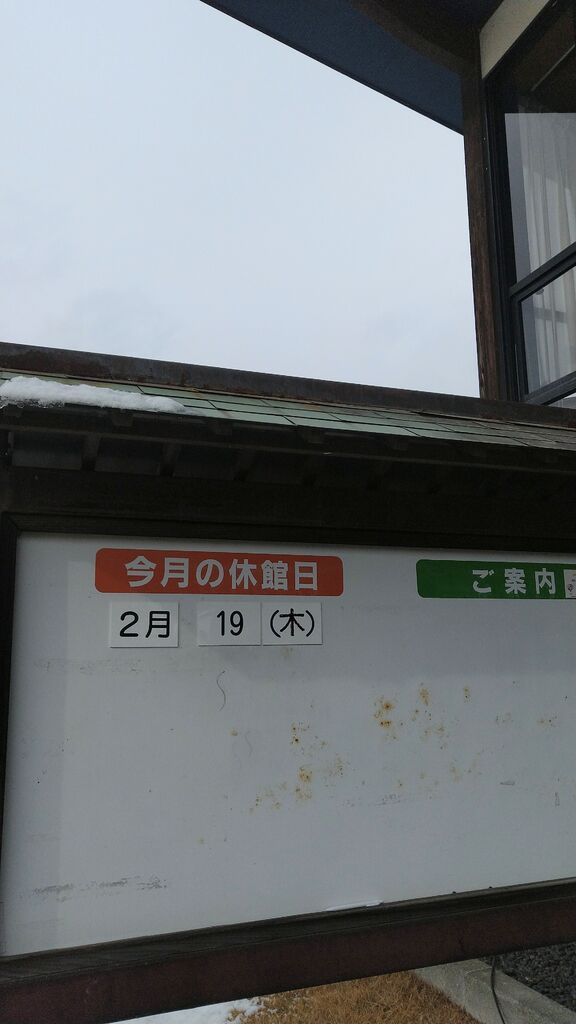 今月の休館日
2月 19 (木)
ご案内